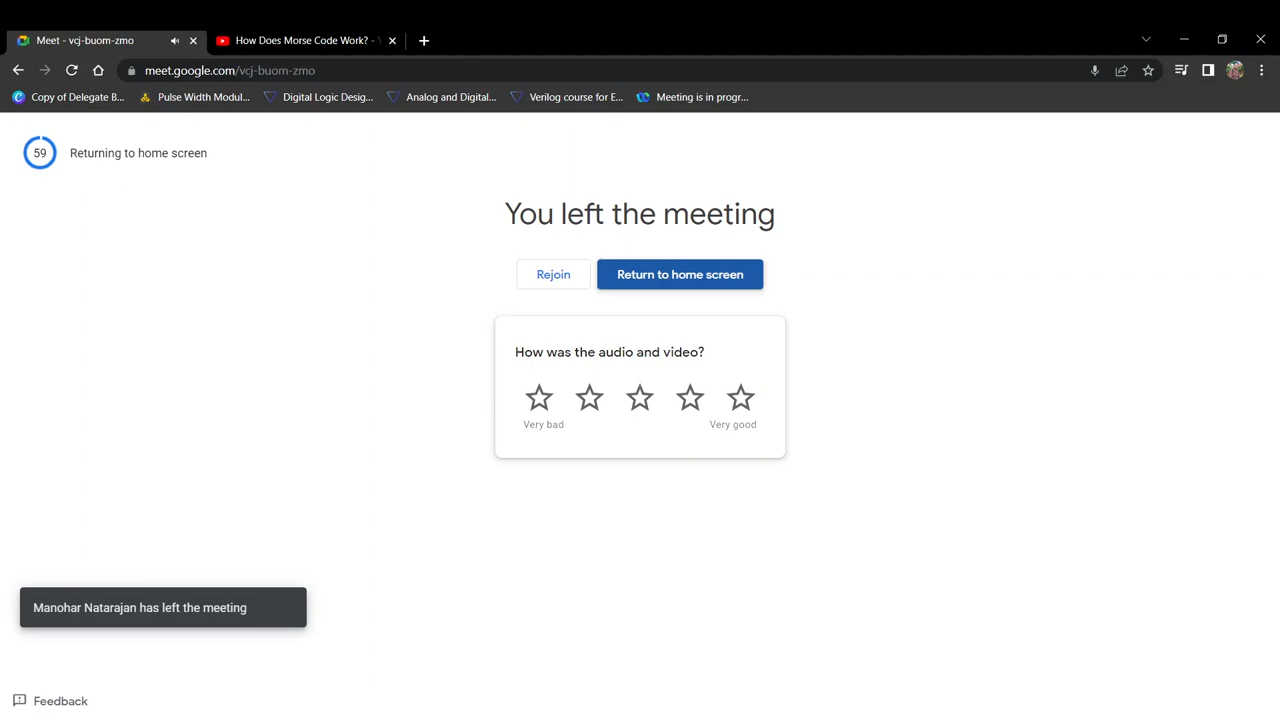 Meet - vcj-buom-zmo
How Does Morse Code Work? -
meet.google.com/vcj-buom-zmo
Copy of Delegate B...
Pulse Width Modul...
Digital Logic Desig...
Analog and Digital...
Verilog course for E...
Meeting is in progr...
59
Returning to home screen
You left the meeting
Rejoin
Return to home screen
How was the audio and video?
Very bad
Very good
Manohar Natarajan has left the meeting
Feedback